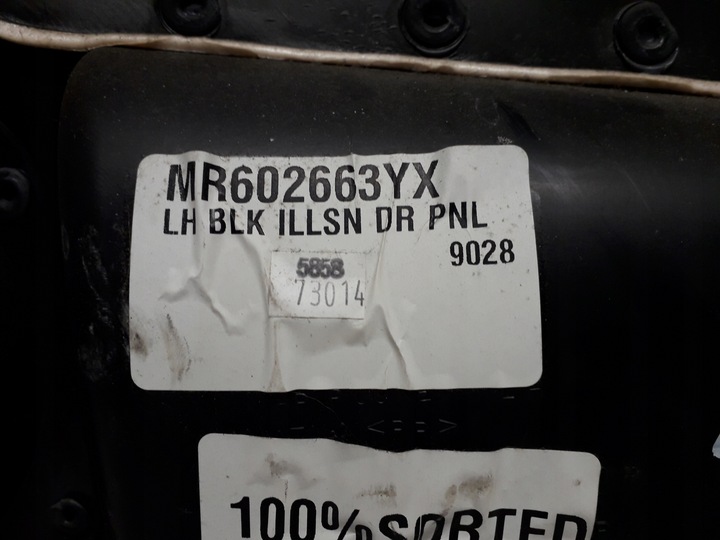 MR602663YX
LH BLK ILLSN DR PNL
9028
5858
73014
100% SORTED